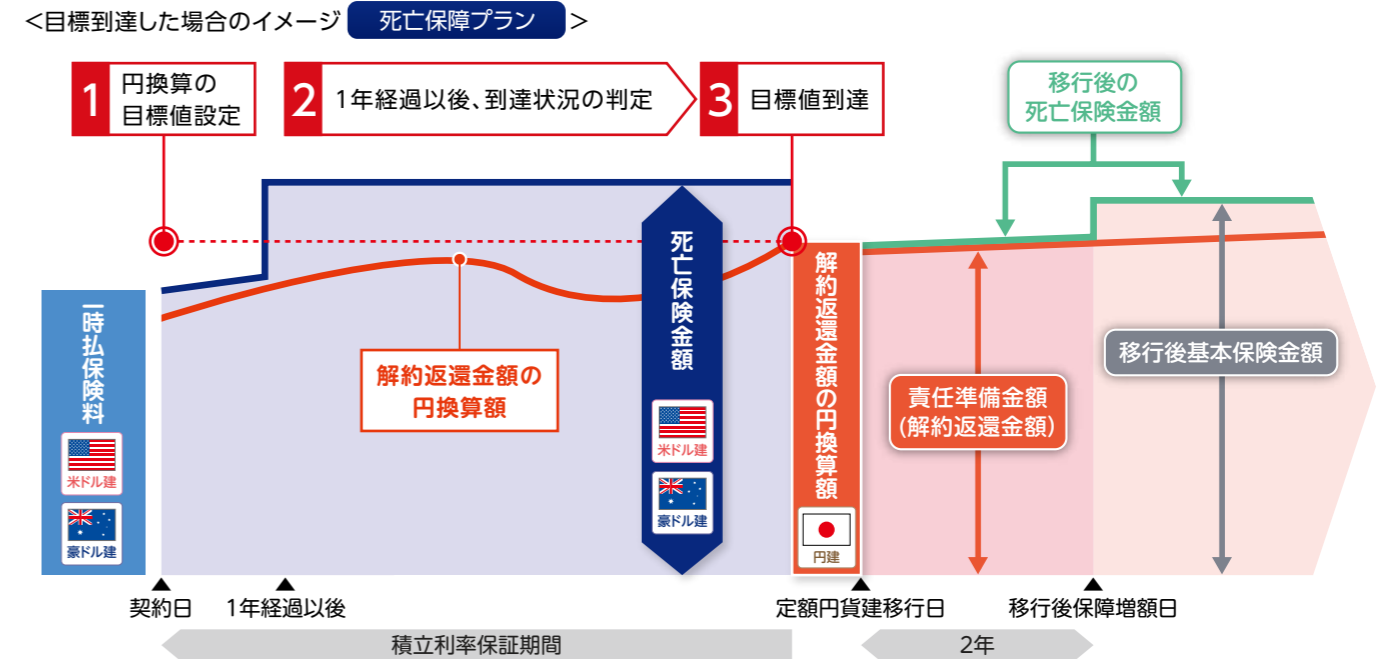 <目標到達した場合のイメージ 死亡保障プラン >
1 円換算の
目標値設定
2 1年経過以後、到達状況の判定
3 目標値到達
移行後の
死亡保険金額
一時払保険料
米ドル建
豪ドル建
解約返還金額の
円換算額
死亡保険金額
米ドル建
豪ドル建
解約返還金額の円換算額
円建
責任準備金額
(解約返還金額)
移行後基本保険金額
契約日
1年経過以後
定額円貨建移行日
移行後保障増額日
積立利率保証期間
2年